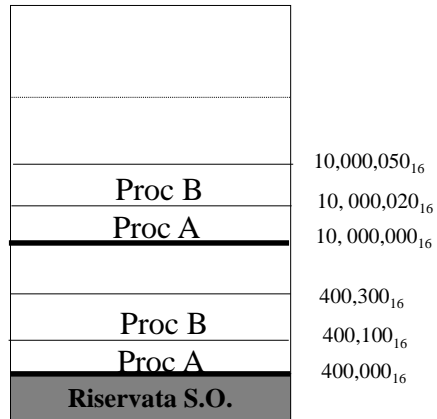 10,000,050₁₆
Proc B
10, 000,020₁₆
Proc A
10, 000,000₁₆
400,300₁₆
Proc B
400,100₁₆
Proc A
400,000₁₆
Riservata S.O.